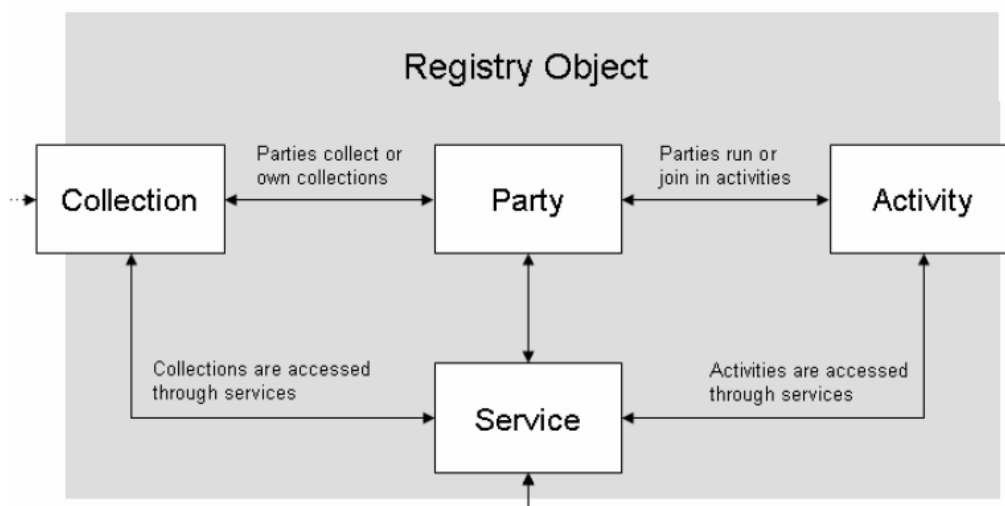 Registry Object
Parties collect or
own collections
Parties run or
join in activities
Collection
Party
Activity
Collections are accessed
through services
Activities are accessed
through services
Service